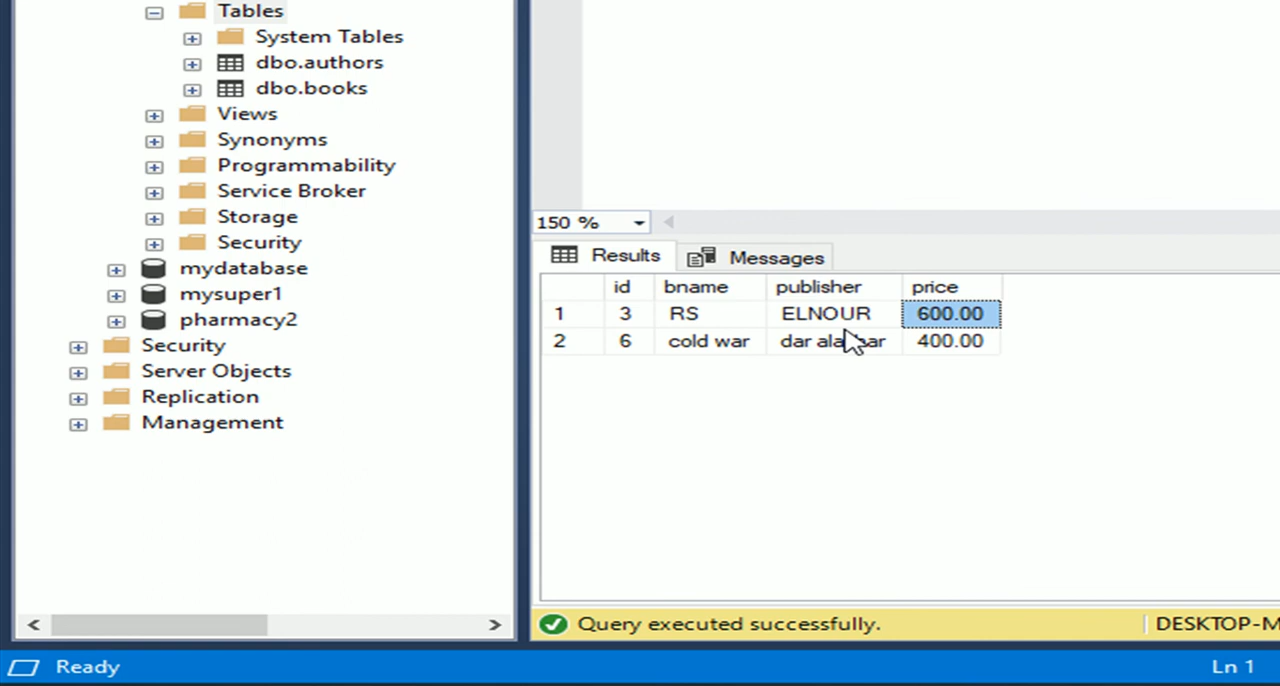 Tables
System Tables
dbo.authors
dbo.books
Views
Synonyms
Programmability
Service Broker
Storage
Security
mydatabase
mysuper1
pharmacy2
Security
Server Objects
Replication
Management
150 %
Results Messages
id bname publisher price
1 3 RS ELNOUR 600.00
2 6 cold war dar 400.00
Query executed successfully. DESKTOP-M
Ready Ln 1